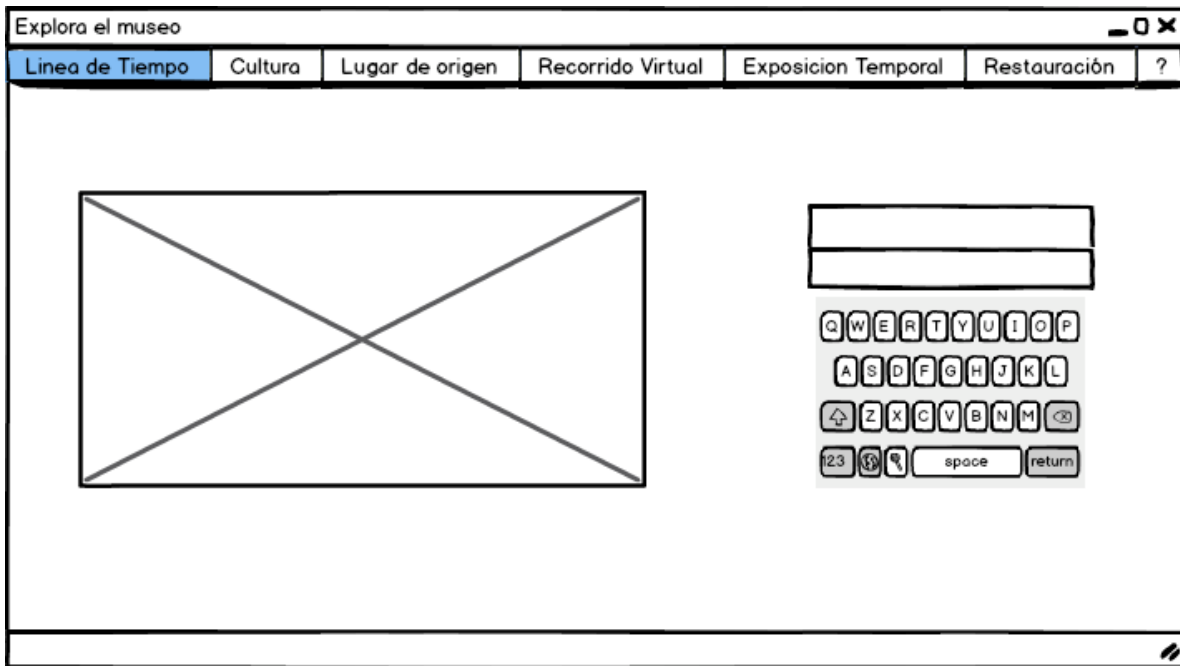 Explora el museo
Linea de Tiempo Cultura Lugar de origen Recorrido Virtual Exposicion Temporal Restauración ?
Q W E R T Y U I O P
A S D F G H J K L
Z X C V B N M
123 space return